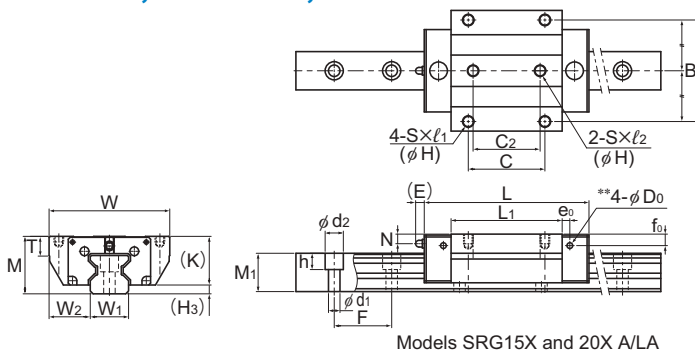 B
4-S×ℓ1
(φH)
C2
C
2-S×ℓ2
(φH)
W
T
M
(K)
(H3)
W2
W1
(E)
L
L1
e0
**4-φD0
f0
φd2
N
h
M1
φd1
F
Models SRG15X and 20X A/LA